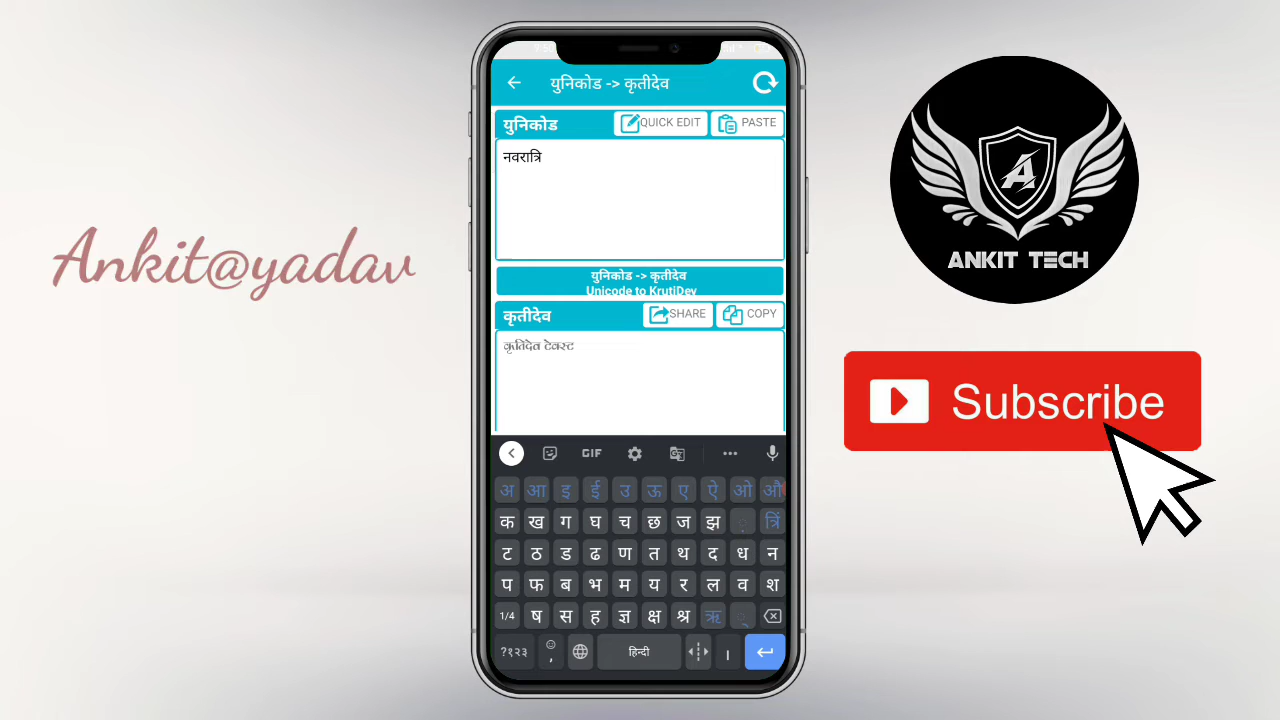 Ankit@yadav
युनिकोड -> कृतीदेव
युनिकोड
QUICK EDIT
PASTE
नवरात्रि
युनिकोड -> कृतीदेव
Unicode to KrutiDev
कृतीदेव
SHARE
COPY
कृतिदेव टेक्स्ट
GIF
अ आ इ ई उ ऊ ए ऐ ओ औ
क ख ग घ च छ ज झ ़ त्रिं
ट ठ ड ढ ण त थ द ध न
प फ ब भ म य र ल व श
1/4 ष स ह ज्ञ क्ष श्र ऋ ्
?१२३ , हिन्दी ।
A
ANKIT TECH
Subscribe